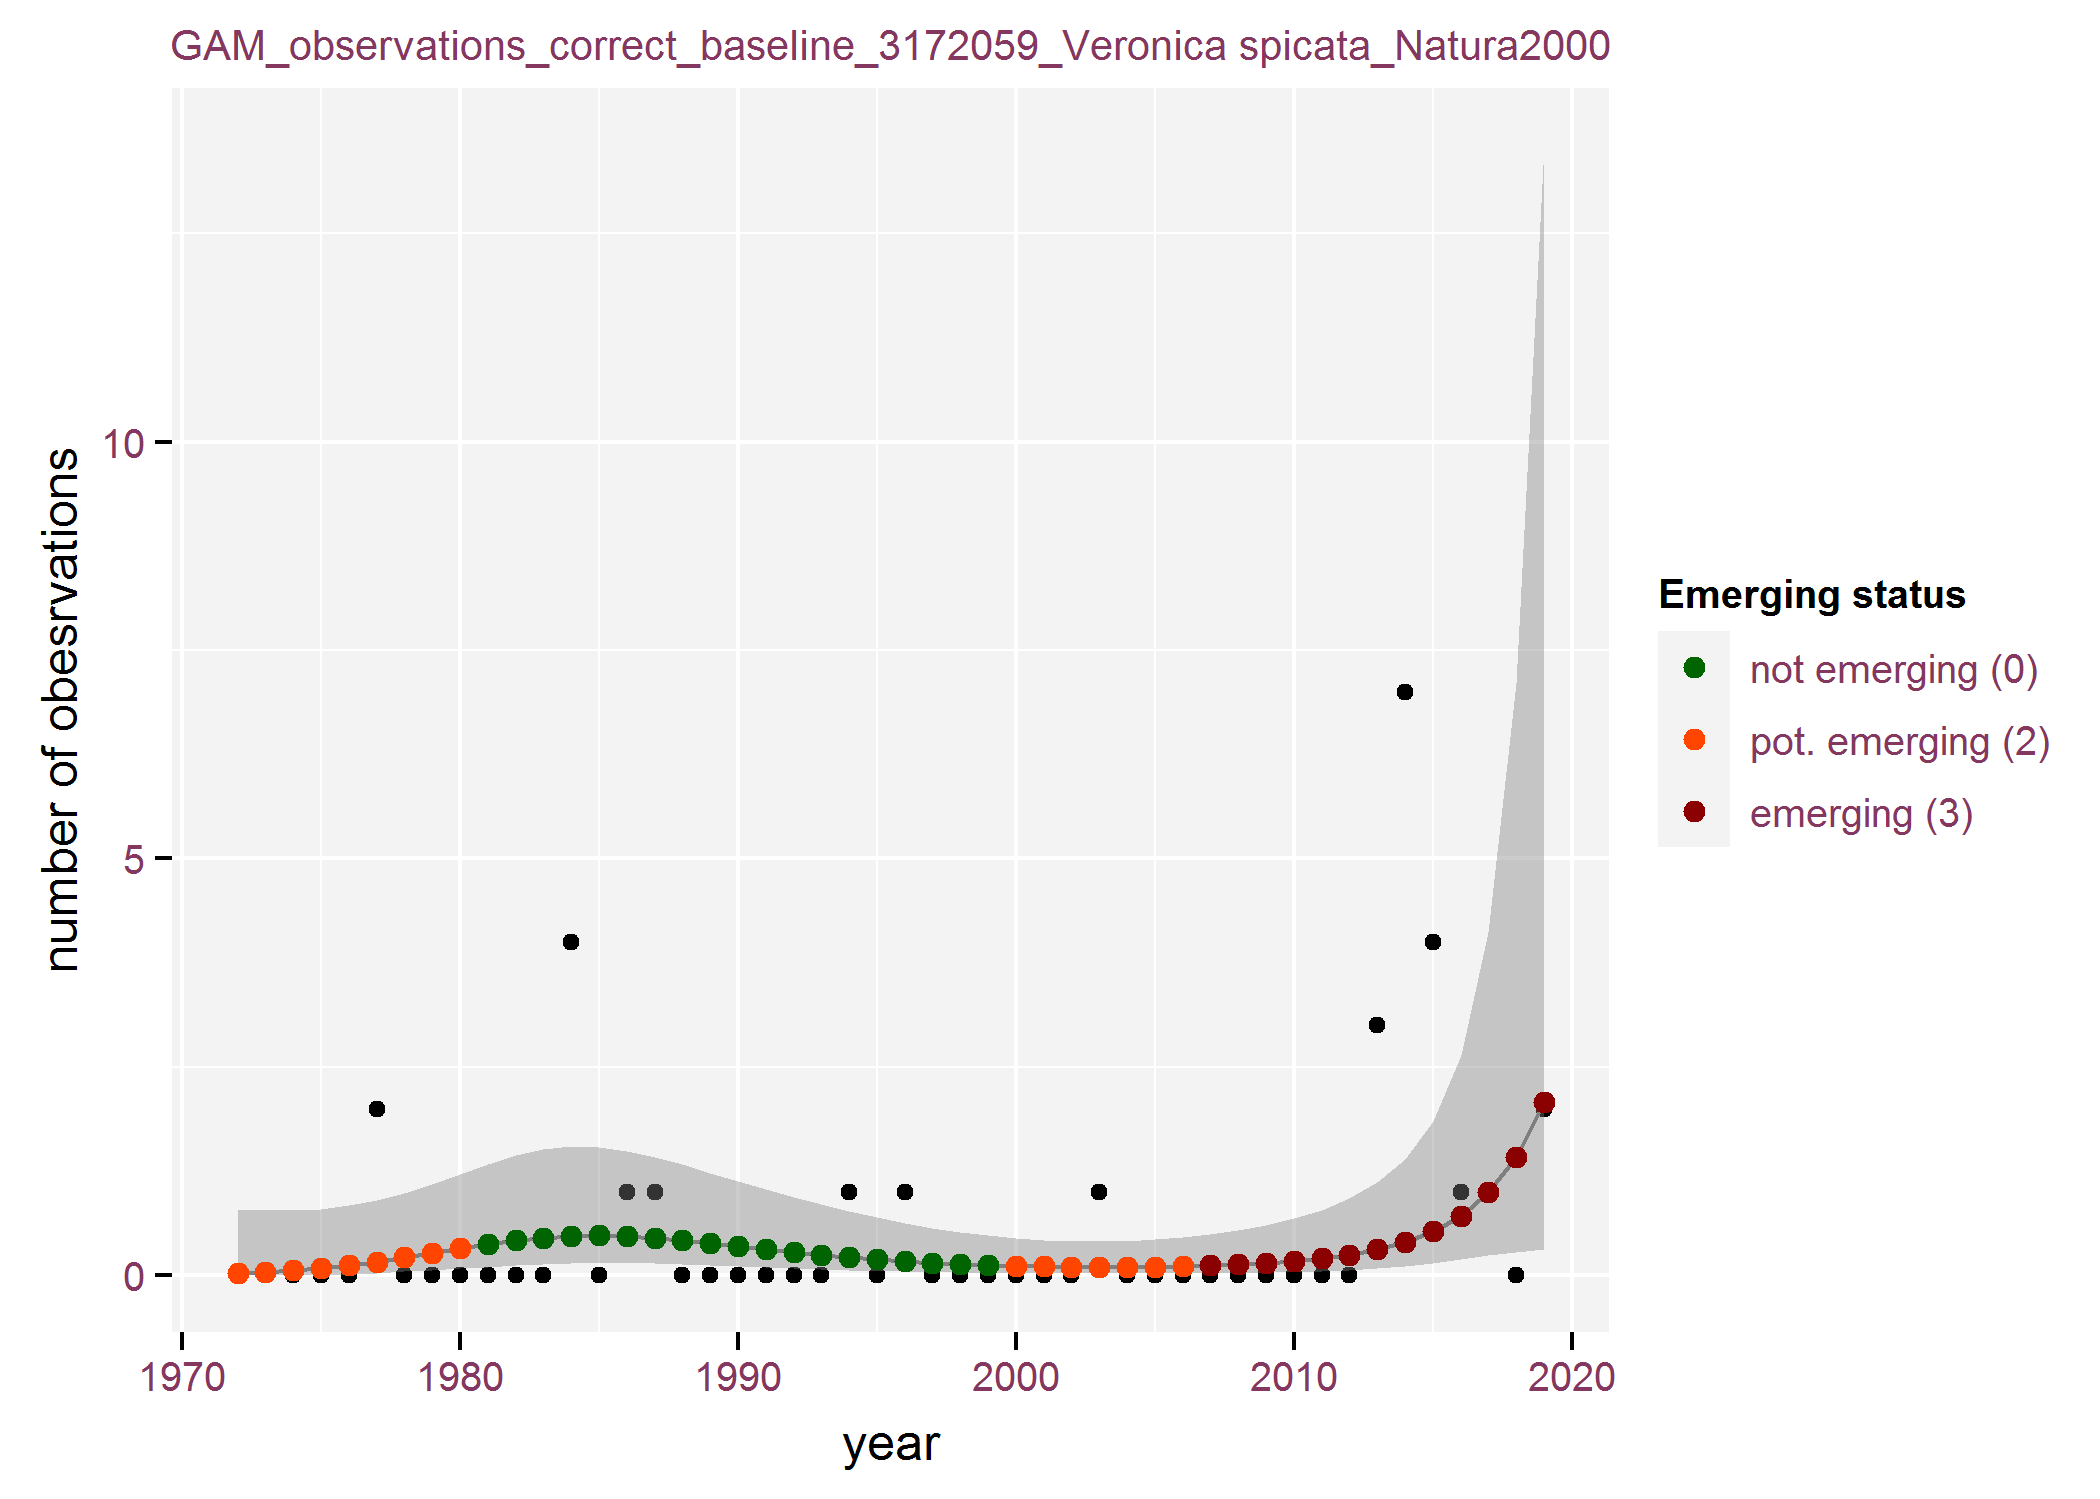 GAM_observations_correct_baseline_3172059_Veronica spicata_Natura2000
number of obesrvations
10
5
0
1970 1980 1990 2000 2010 2020
year
Emerging status
not emerging (0)
pot. emerging (2)
emerging (3)